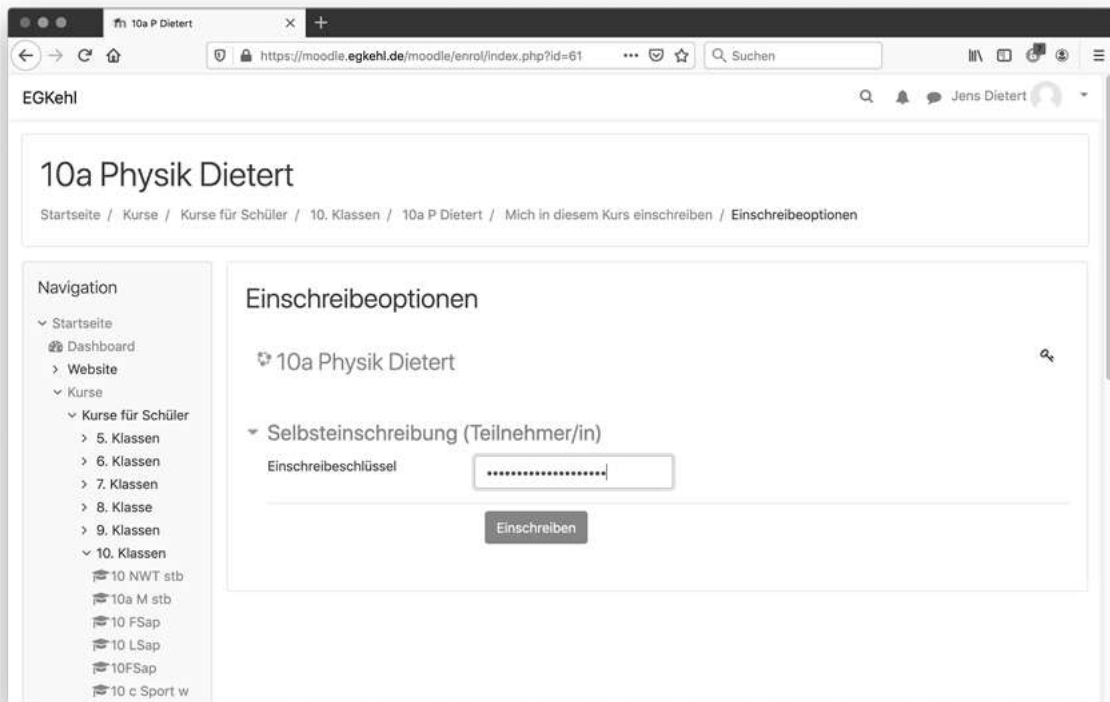 10a P Dietert
https://moodle.egkehl.de/moodle/enrol/index.php?id=61
Suchen
EGKehl
Jens Dietert
10a Physik Dietert
Startseite / Kurse / Kurse für Schüler / 10. Klassen / 10a P Dietert / Mich in diesem Kurs einschreiben / Einschreibeoptionen
Navigation
Startseite
Dashboard
Website
Kurse
Kurse für Schüler
5. Klassen
6. Klassen
7. Klassen
8. Klasse
9. Klassen
10. Klassen
10 NWT stb
10a M stb
10 FSap
10 LSap
10FSap
10 c Sport w
Einschreibeoptionen
10a Physik Dietert
Selbsteinschreibung (Teilnehmer/in)
Einschreibeschlüssel
Einschreiben